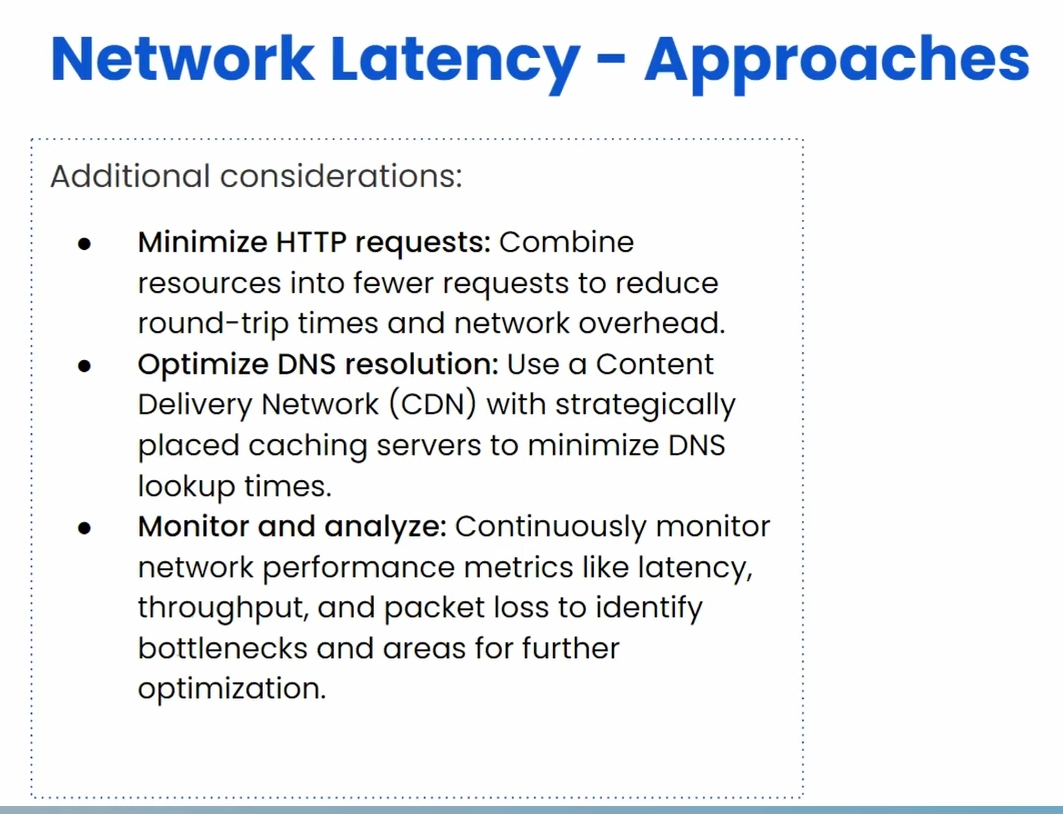 Network Latency - Approaches
Additional considerations:
● Minimize HTTP requests: Combine
resources into fewer requests to reduce
round-trip times and network overhead.
● Optimize DNS resolution: Use a Content
Delivery Network (CDN) with strategically
placed caching servers to minimize DNS
lookup times.
● Monitor and analyze: Continuously monitor
network performance metrics like latency,
throughput, and packet loss to identify
bottlenecks and areas for further
optimization.